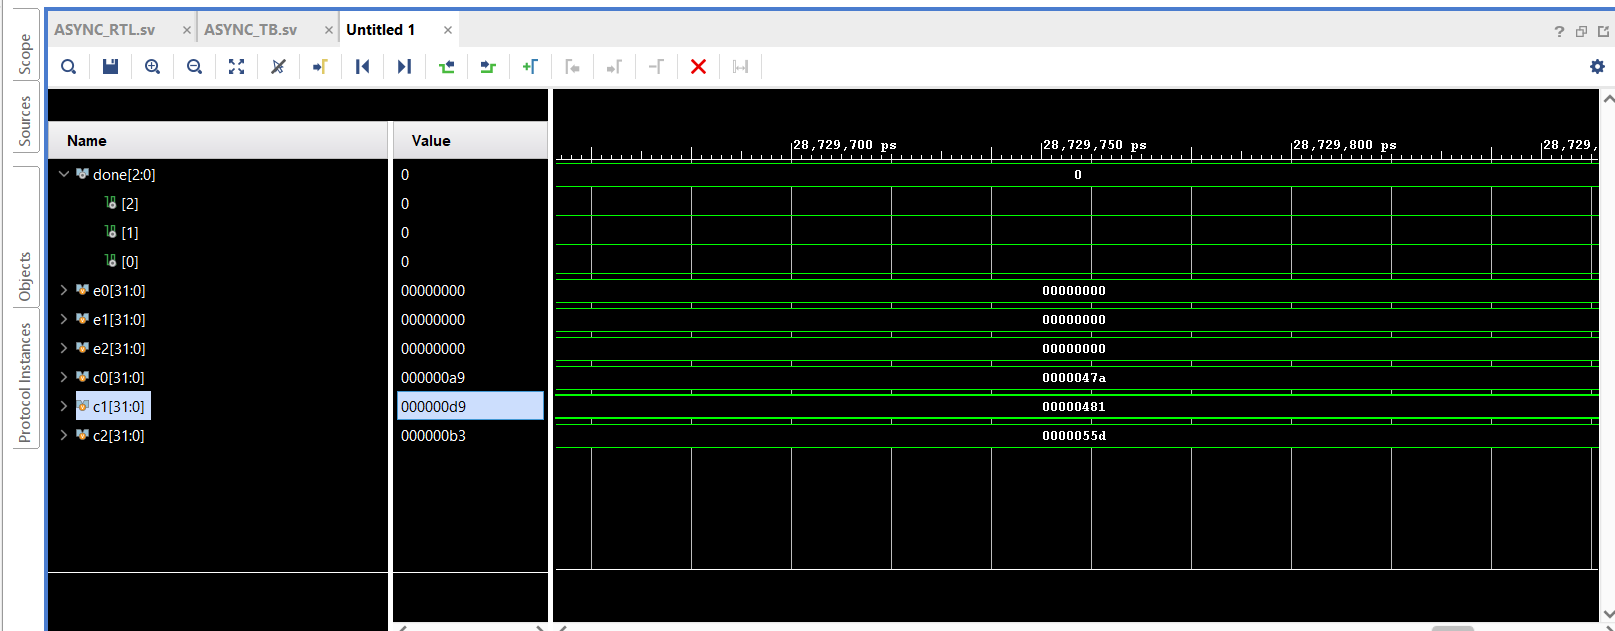 ASYNC_RTL.sv × ASYNC_TB.sv × Untitled 1 × ?
Scope
Sources
Objects
Protocol Instances
Name Value
28,729,700 ps 28,729,750 ps 28,729,800 ps 28,729,
done[2:0] 0 0
[2] 0
[1] 0
[0] 0
e0[31:0] 00000000 00000000
e1[31:0] 00000000 00000000
e2[31:0] 00000000 00000000
c0[31:0] 000000a9 0000047a
c1[31:0] 000000d9 00000481
c2[31:0] 000000b3 0000055d